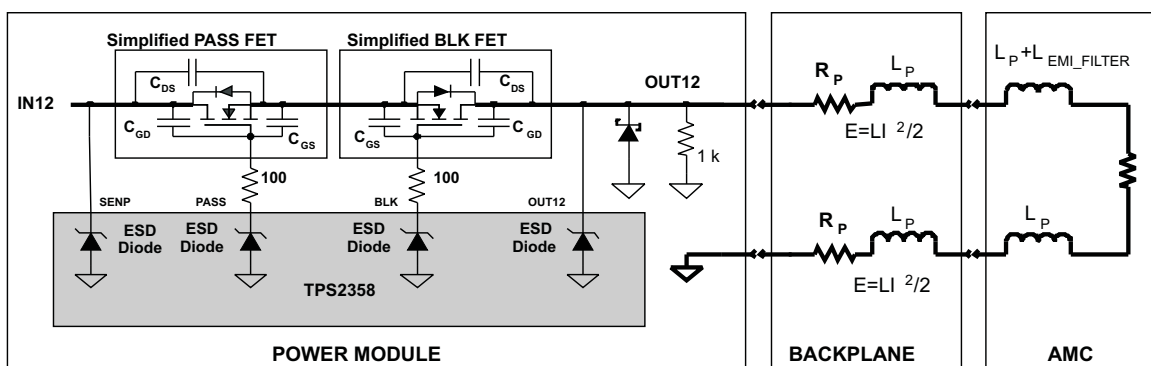 Simplified PASS FET
Simplified BLK FET
IN12
C DS
C DS
OUT12
R P
L P
L P+L EMI_FILTER
C GD
C GS
C GS
C GD
E=LI 2/2
1 k
100
100
SENP
PASS
BLK
OUT12
ESD Diode
ESD Diode
ESD Diode
ESD Diode
R P
L P
L P
E=LI 2/2
TPS2358
POWER MODULE
BACKPLANE
AMC